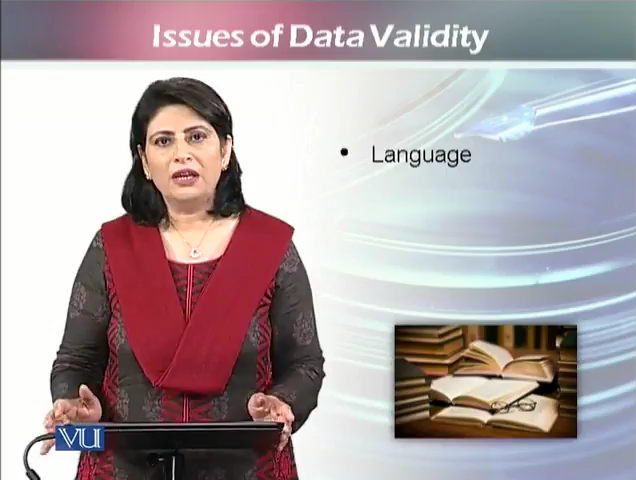 Issues of Data Validity
• Language
VU